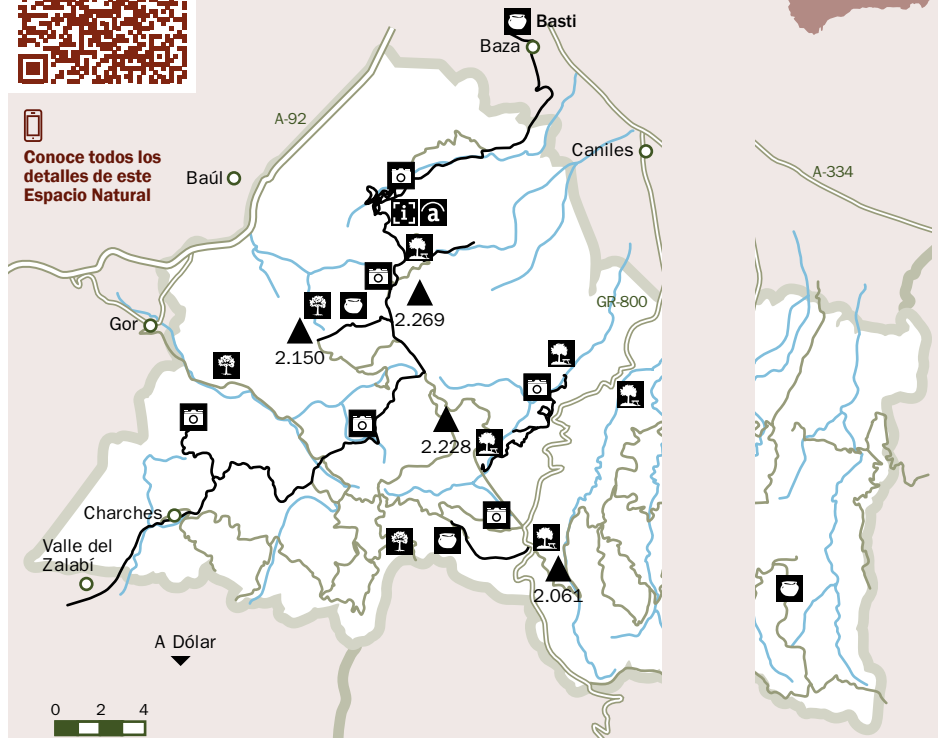 Basti
Baza
A-92
Caniles
Conoce todos los
detalles de este
Espacio Natural
Baúl
A-334
i a
GR-800
2.269
Gor
2.150
2.228
Charches
Valle del
Zalabí
2.061
A Dólar
0 2 4